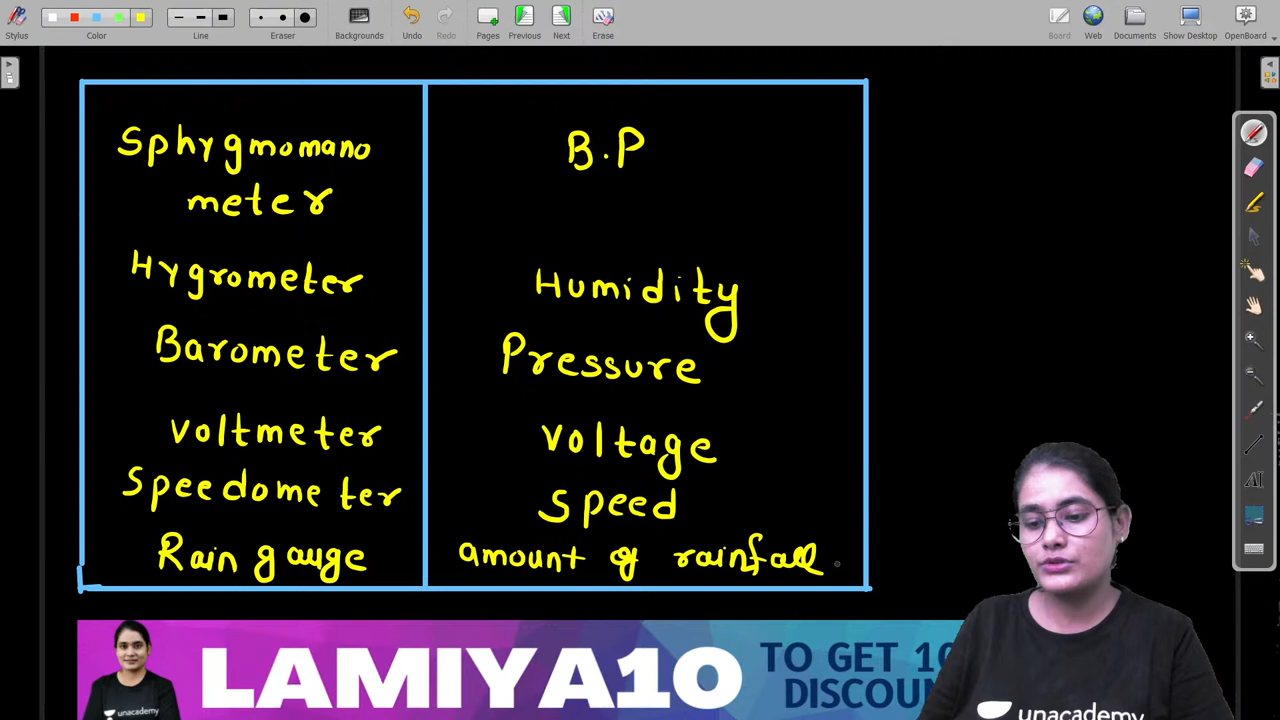 Stylus Color Line Eraser Backgrounds Undo Redo Pages Previous Next Erase Board Web Documents Show Desktop OpenBoard
Sphygmomano B.P
meter
Hygrometer Humidity
Barometer Pressure
Voltmeter Voltage
Speedometer Speed
Rain gauge amount of rainfall
LAMIYA10 TO GET 10
DISCOUN
unacademy
unacademy